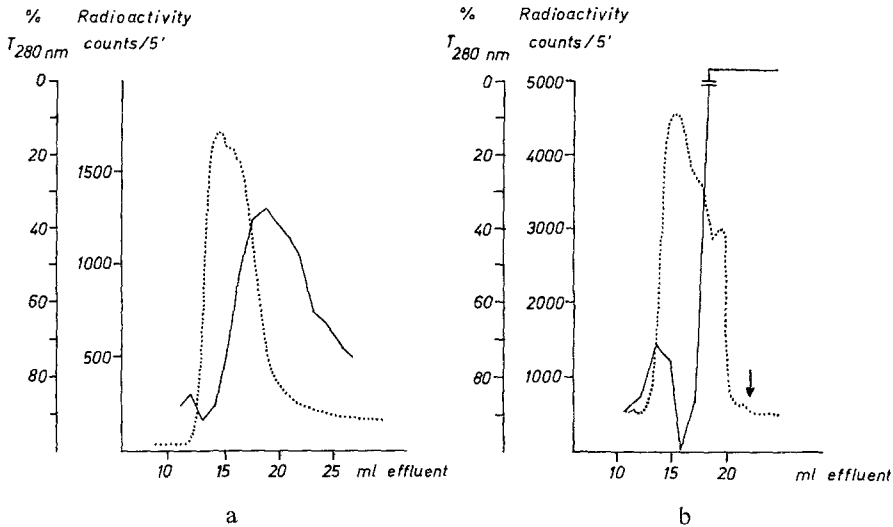 % Radioactivity
T280 nm counts/5'
0
20
1500
40
1000
60
500
80
10 15 20 ml effluent
a
% Radioactivity
T280 nm counts/5'
0 5000
20 4000
40 3000
60 2000
80 1000
10 15 20 ml effluent
b